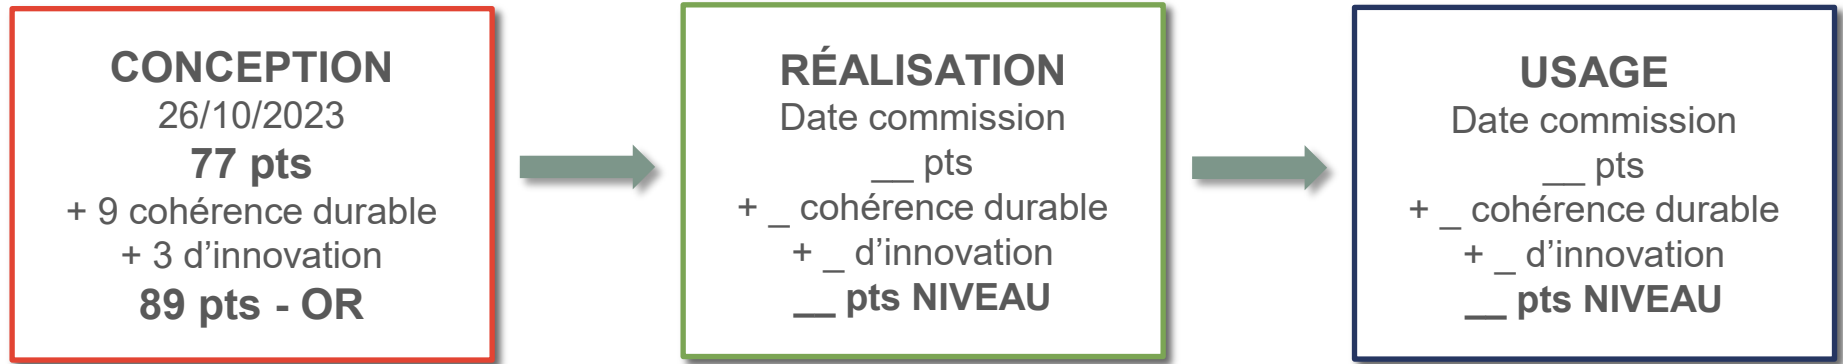 CONCEPTION
26/10/2023
77 pts
+ 9 cohérence durable
+ 3 d’innovation
89 pts - OR
RÉALISATION
Date commission
__ pts
+ _ cohérence durable
+ _ d’innovation
__ pts NIVEAU
USAGE
Date commission
__ pts
+ _ cohérence durable
+ _ d’innovation
__ pts NIVEAU